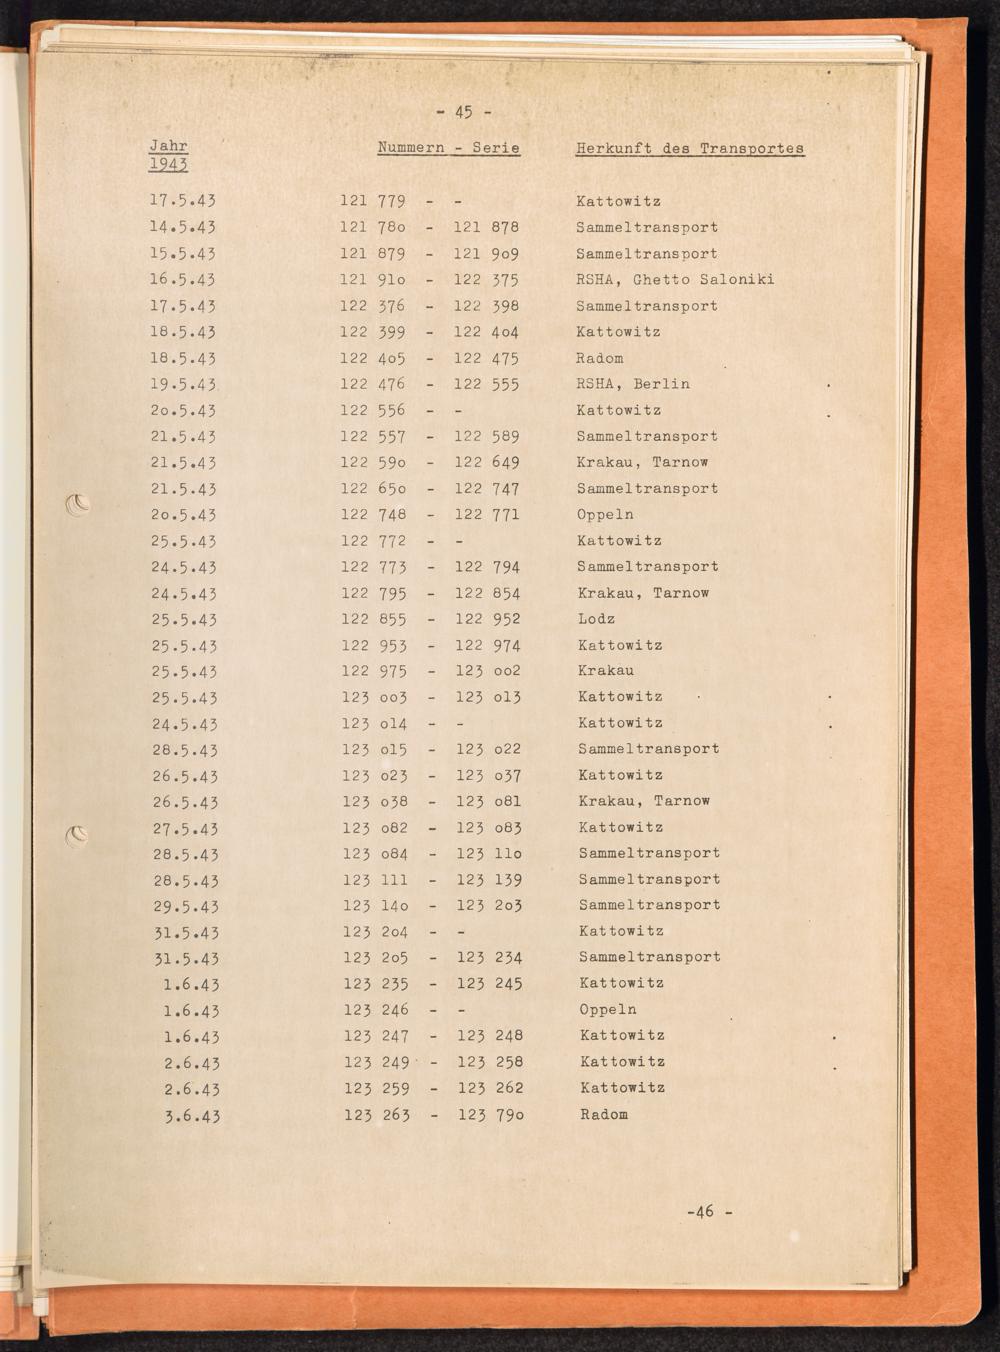 - 45 -
Jahr Nummern - Serie Herkunft des Transportes
1943
17.5.43 121 779 - - Kattowitz
14.5.43 121 78o - 121 878 Sammeltransport
15.5.43 121 879 - 121 9o9 Sammeltransport
16.5.43 121 91o - 122 375 RSHA, Ghetto Saloniki
17.5.43 122 376 - 122 398 Sammeltransport
18.5.43 122 399 - 122 4o4 Kattowitz
18.5.43 122 4o5 - 122 475 Radom
19.5.43 122 476 - 122 555 RSHA, Berlin
2o.5.43 122 556 - - Kattowitz
21.5.43 122 557 - 122 589 Sammeltransport
21.5.43 122 59o - 122 649 Krakau, Tarnow
21.5.43 122 65o - 122 747 Sammeltransport
2o.5.43 122 748 - 122 771 Oppeln
25.5.43 122 772 - - Kattowitz
24.5.43 122 773 - 122 794 Sammeltransport
24.5.43 122 795 - 122 854 Krakau, Tarnow
25.5.43 122 855 - 122 952 Lodz
25.5.43 122 953 - 122 974 Kattowitz
25.5.43 122 975 - 123 oo2 Krakau
25.5.43 123 oo3 - 123 o13 Kattowitz
24.5.43 123 o14 - - Kattowitz
28.5.43 123 o15 - 123 o22 Sammeltransport
26.5.43 123 o23 - 123 o37 Kattowitz
26.5.43 123 o38 - 123 o81 Krakau, Tarnow
27.5.43 123 o82 - 123 o83 Kattowitz
28.5.43 123 o84 - 123 11o Sammeltransport
28.5.43 123 111 - 123 139 Sammeltransport
29.5.43 123 14o - 123 2o3 Sammeltransport
31.5.43 123 2o4 - - Kattowitz
31.5.43 123 2o5 - 123 234 Sammeltransport
1.6.43 123 235 - 123 245 Kattowitz
1.6.43 123 246 - - Oppeln
1.6.43 123 247 - 123 248 Kattowitz
2.6.43 123 249 - 123 258 Kattowitz
2.6.43 123 259 - 123 262 Kattowitz
3.6.43 123 263 - 123 79o Radom
-46 -